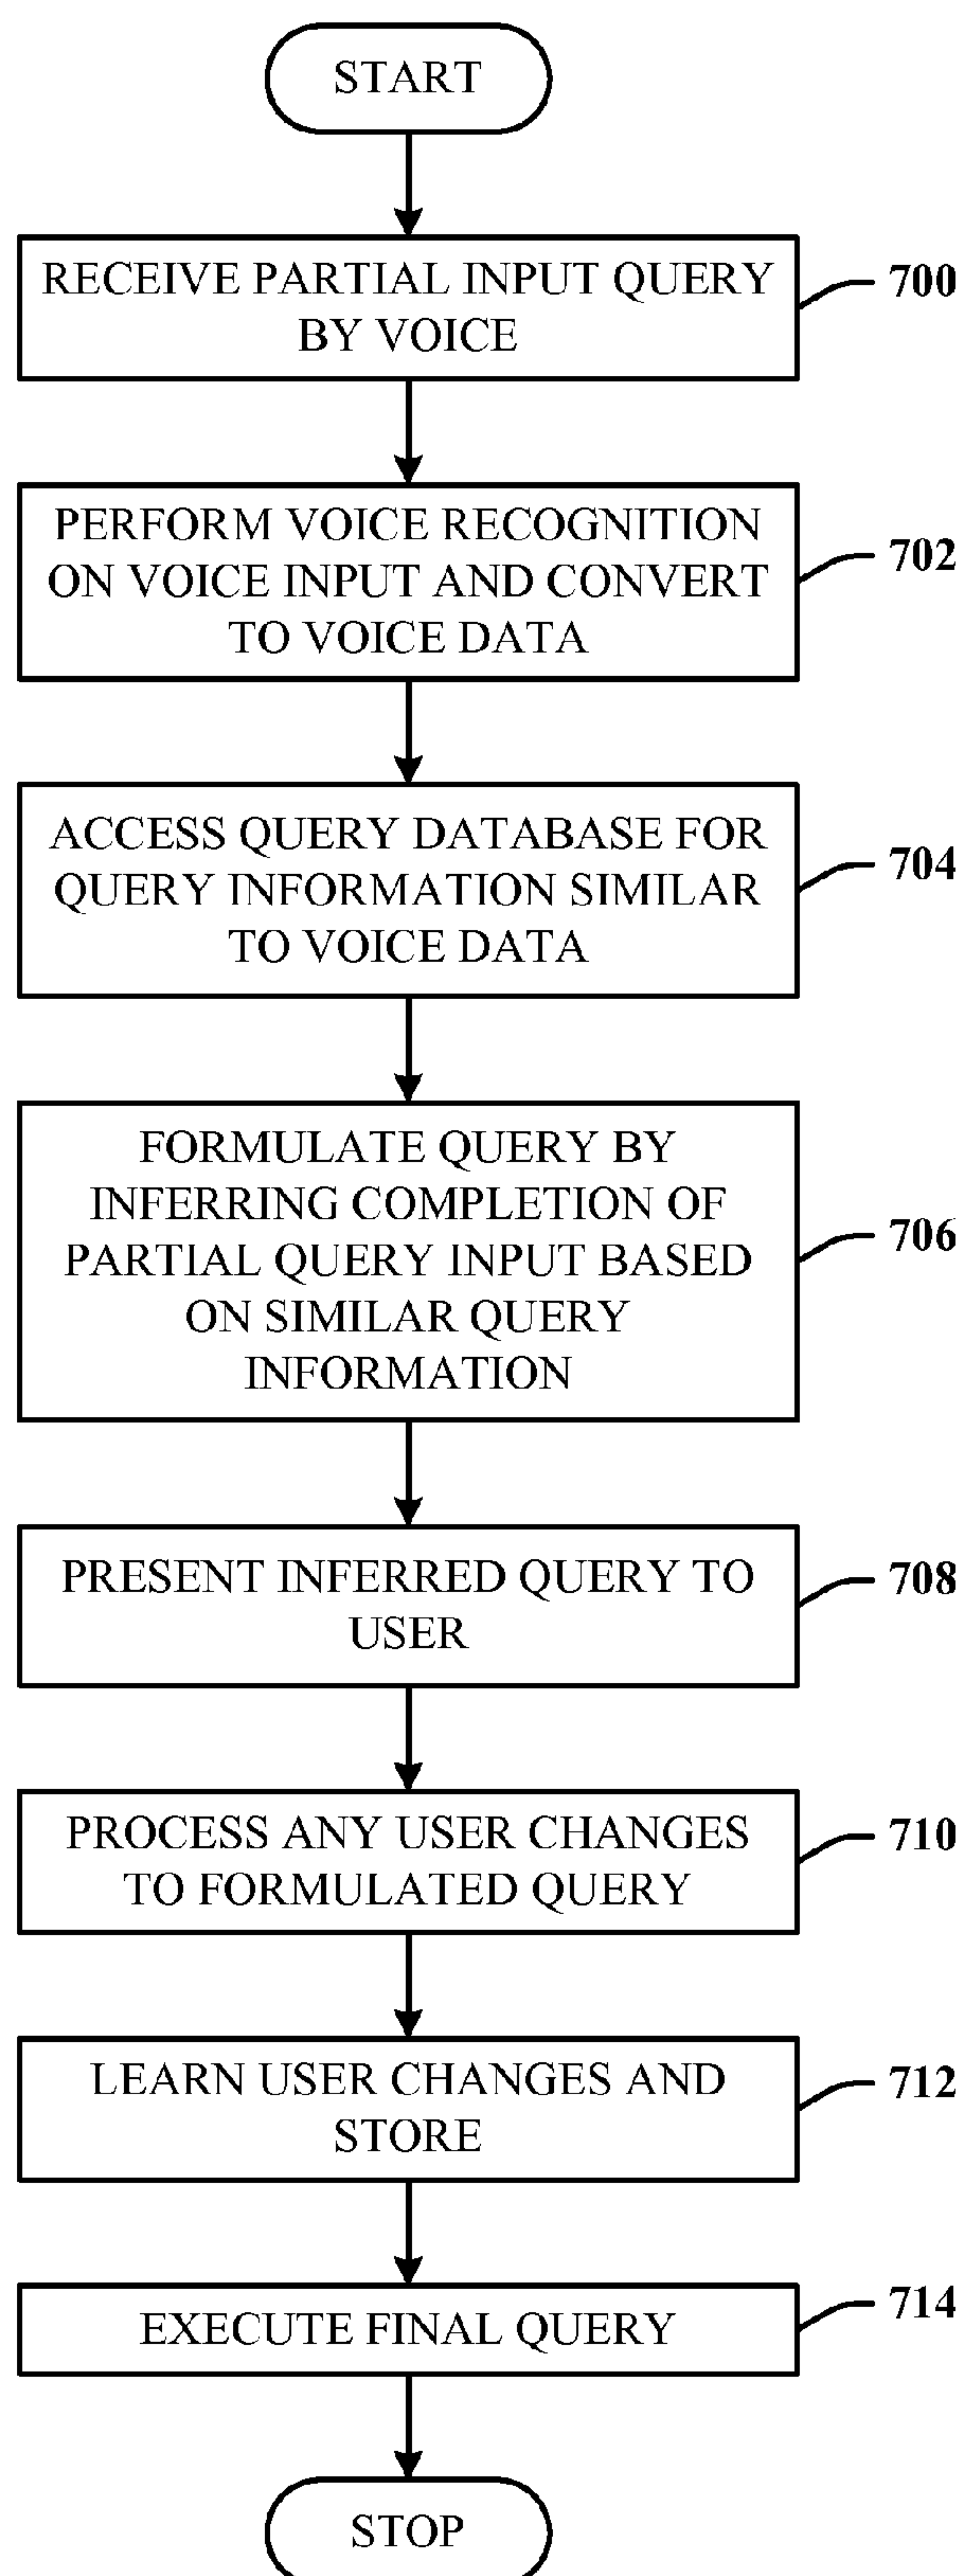 START
RECEIVE PARTIAL INPUT QUERY
BY VOICE
700
PERFORM VOICE RECOGNITION
ON VOICE INPUT AND CONVERT
TO VOICE DATA
702
ACCESS QUERY DATABASE FOR
QUERY INFORMATION SIMILAR
TO VOICE DATA
704
FORMULATE QUERY BY
INFERRING COMPLETION OF
PARTIAL QUERY INPUT BASED
ON SIMILAR QUERY
INFORMATION
706
PRESENT INFERRED QUERY TO
USER
708
PROCESS ANY USER CHANGES
TO FORMULATED QUERY
710
LEARN USER CHANGES AND
STORE
712
EXECUTE FINAL QUERY
714
STOP